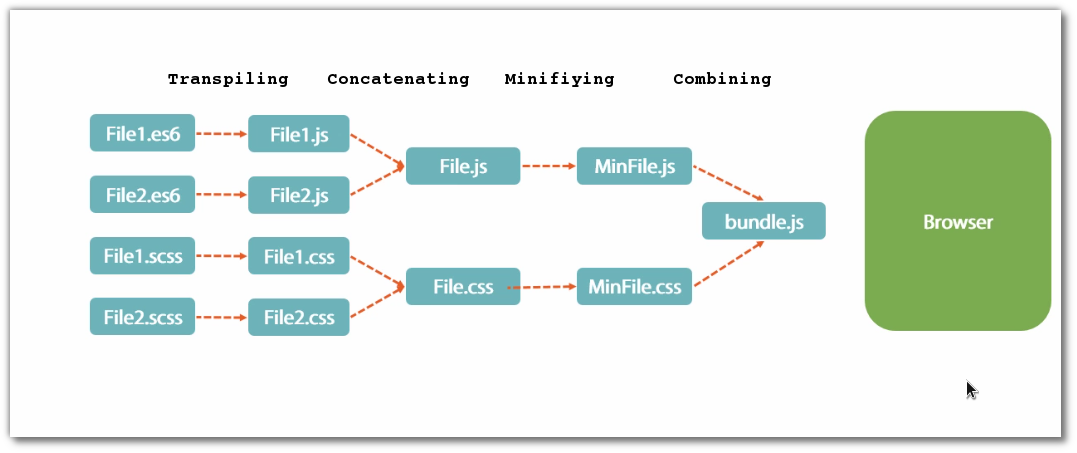 Transpiling Concatenating Minifiying Combining
File1.es6 File1.js
File.js MinFile.js
File2.es6 File2.js
bundle.js Browser
File1.scss File1.css
File.css MinFile.css
File2.scss File2.css